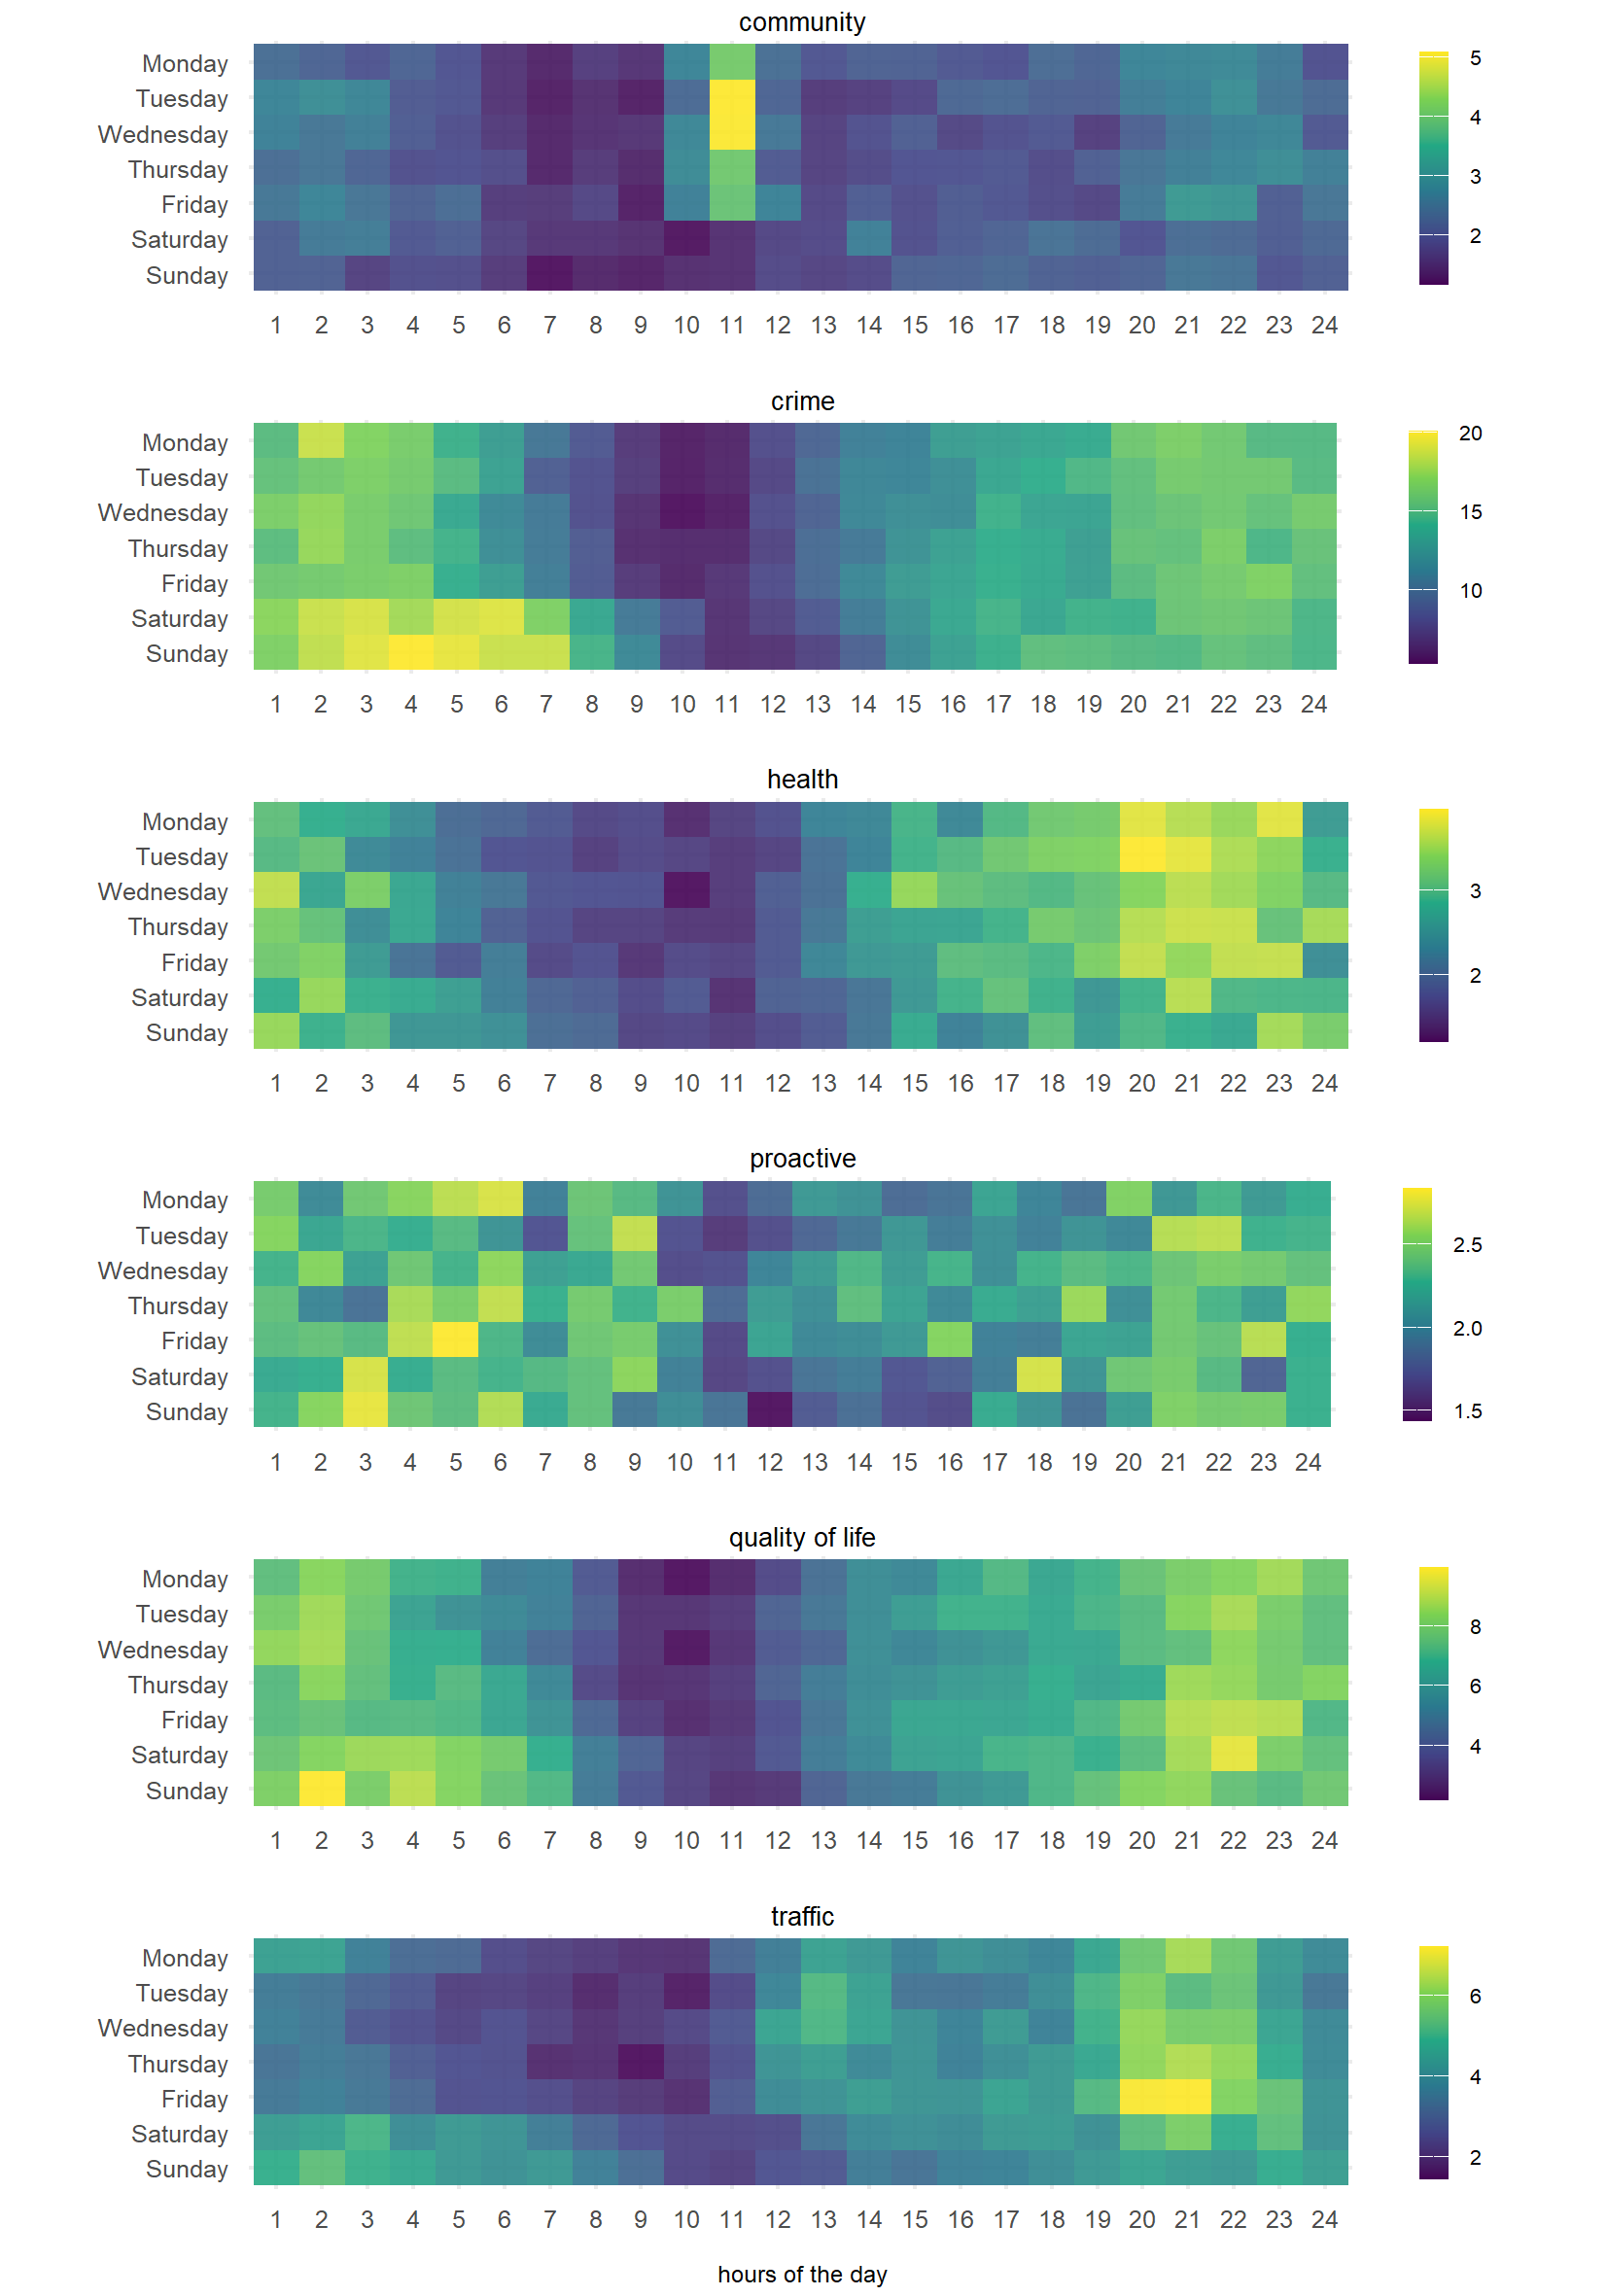 community
Monday
Tuesday
Wednesday
Thursday
Friday
Saturday
Sunday
1 2 3 4 5 6 7 8 9 10 11 12 13 14 15 16 17 18 19 20 21 22 23 24
5
4
3
2
crime
Monday
Tuesday
Wednesday
Thursday
Friday
Saturday
Sunday
1 2 3 4 5 6 7 8 9 10 11 12 13 14 15 16 17 18 19 20 21 22 23 24
20
15
10
health
Monday
Tuesday
Wednesday
Thursday
Friday
Saturday
Sunday
1 2 3 4 5 6 7 8 9 10 11 12 13 14 15 16 17 18 19 20 21 22 23 24
3
2
proactive
Monday
Tuesday
Wednesday
Thursday
Friday
Saturday
Sunday
1 2 3 4 5 6 7 8 9 10 11 12 13 14 15 16 17 18 19 20 21 22 23 24
2.5
2.0
1.5
quality of life
Monday
Tuesday
Wednesday
Thursday
Friday
Saturday
Sunday
1 2 3 4 5 6 7 8 9 10 11 12 13 14 15 16 17 18 19 20 21 22 23 24
8
6
4
traffic
Monday
Tuesday
Wednesday
Thursday
Friday
Saturday
Sunday
1 2 3 4 5 6 7 8 9 10 11 12 13 14 15 16 17 18 19 20 21 22 23 24
6
4
2
hours of the day